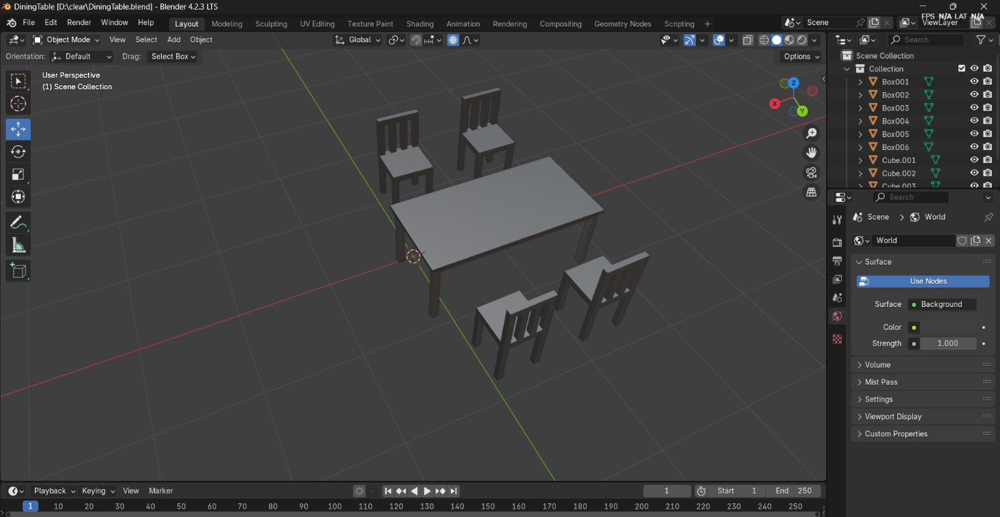 DiningTable [D:\clear\DiningTable.blend] - Blender 4.2.3 LTS
FPS N/A LAT N/A
File Edit Render Window Help Layout Modeling Sculpting UV Editing Texture Paint Shading Animation Rendering Compositing Geometry Nodes Scripting + Scene ViewLayer
Object Mode View Select Add Object Global Search
Orientation: Default Drag: Select Box Options
User Perspective
(1) Scene Collection
Z
X
Y
Scene Collection
Collection
Box001
Box002
Box003
Box004
Box005
Box006
Cube.001
Cube.002
Cube.003
Search
Scene > World
World
Surface
Use Nodes
Surface Background
Color
Strength 1.000
Volume
Mist Pass
Settings
Viewport Display
Custom Properties
Playback Keying View Marker 1 Start 1 End 250
1 10 20 30 40 50 60 70 80 90 100 110 120 130 140 150 160 170 180 190 200 210 220 230 240 250